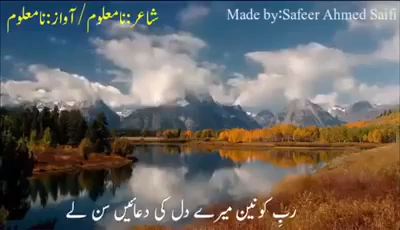 شاعر:نامعلوم/آواز:نامعلوم
Made by:Safeer Ahmed Saifi
ربِ کونین میرے دل کی دعائیں سن لے